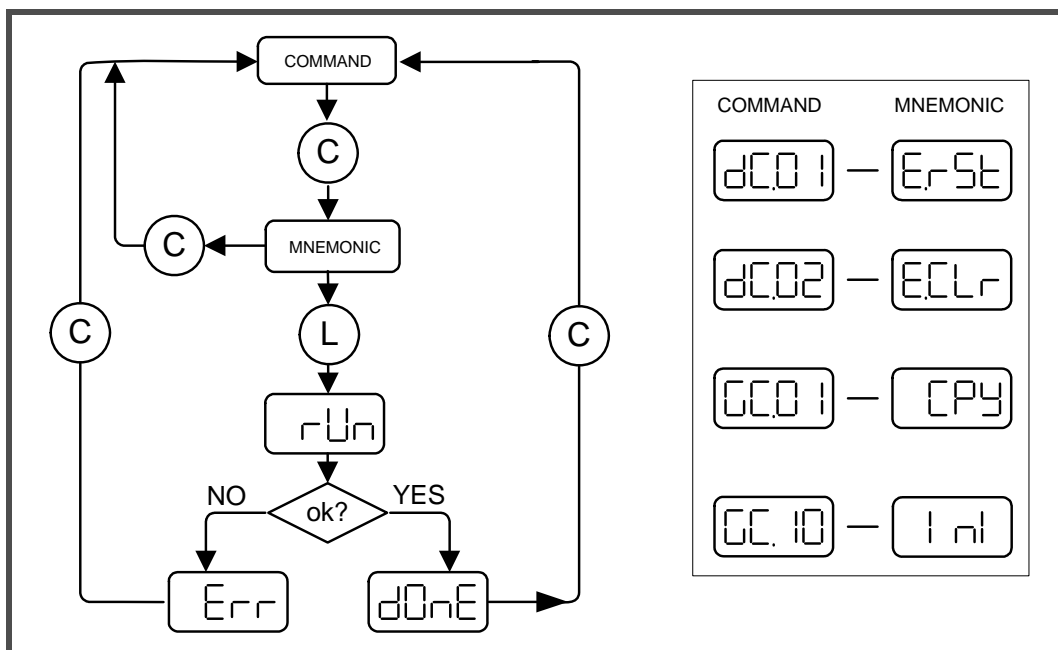 COMMAND
C
MNEMONIC
C
L
C
C
rUn
NO
ok?
YES
Err
dOnE
COMMAND MNEMONIC
dC.01 — E.rSt
dC.02 — E.CLr
GC.01 — CPY
GC.10 — InI